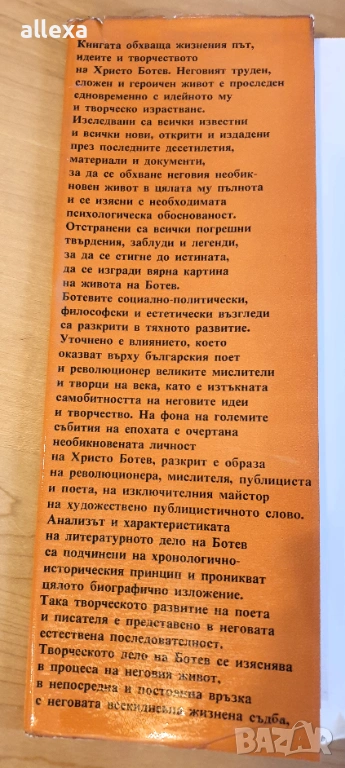 allexa
Книгата обхваща жизнения път,
идеите и творчеството
на Христо Ботев. Неговият труден,
сложен и героичен живот е проследен
едновременно с идейното му
и творческо израстване.
Изследвани са всички известни
и всички нови, открити и издадени
през последните десетилетия,
материали и документи,
за да се обхване неговия необик-
новен живот в цялата му пълнота
и се изясни с необходимата
психологическа обоснованост.
Отстранени са всички погрешни
твърдения, заблуди и легенди,
за да се стигне до истината,
да се изгради вярна картина
на живота на Ботев.
Ботевите социално-политически,
философски и естетически възгледи
са разкрити в тяхното развитие.
Уточнено е влиянието, което
оказват върху българския поет
и революционер великите мислители
и творци на века, като е изтъкната
самобитността на неговите идеи
и творчество. На фона на големите
събития на епохата е очертана
необикновената личност
на Христо Ботев, разкрит е образа
на революционера, мислителя, публициста
и поета, на изключителния майстор
на художествено публицистичното слово.
Анализът и характеристиката
на литературното дело на Ботев
са подчинени на хронологично-
историческия принцип и проникват
цялото биографично изложение.
Така творческото развитие на поета
и писателя е представено в неговата
естествена последователност.
Творческото дело на Ботев се изяснява
в процеса на неговия живот,
в непосредна и постоянна връзка
с неговата всекидневна жизнена съдба,
BAZAR